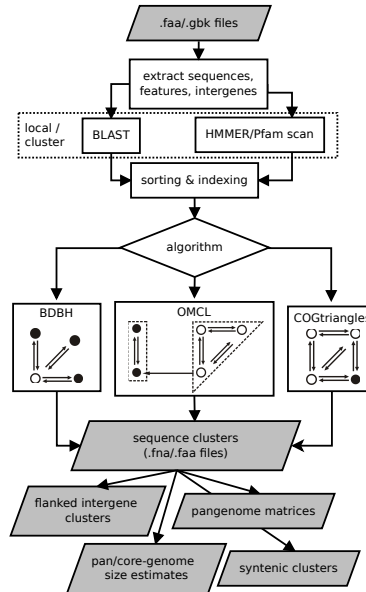 .faa/.gbk files
extract sequences,
features, intergenes
local /
cluster
BLAST
HMMER/Pfam scan
sorting & indexing
algorithm
BDBH
OMCL
COGtriangles
sequence clusters
(.fna/.faa files)
flanked intergene
clusters
pangenome matrices
pan/core-genome
size estimates
syntenic clusters